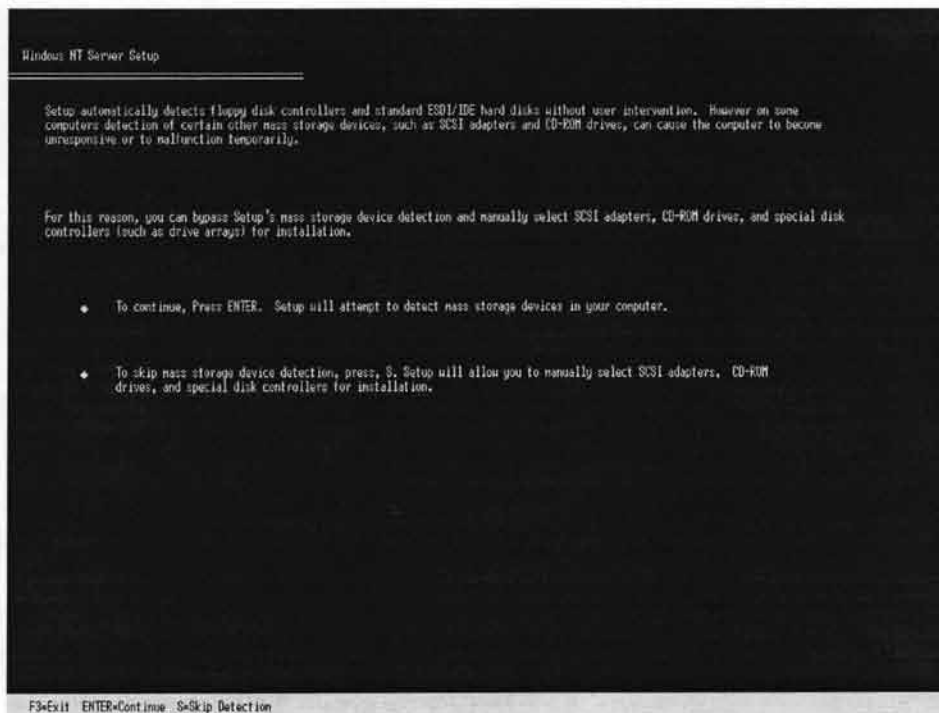 Windows NT Server Setup
Setup automatically detects floppy disk controllers and standard ESDI/IDE hard disks without user intervention.  However on some
computers detection of certain other mass storage devices, such as SCSI adapters and CD-ROM drives, can cause the computer to become
unresponsive or to malfunction temporarily.
For this reason, you can bypass Setup's mass storage device detection and manually select SCSI adapters, CD-ROM drives, and special disk
controllers (such as drive arrays) for installation.
◆ To continue, Press ENTER.  Setup will attempt to detect mass storage devices in your computer.
◆ To skip mass storage device detection, press, S. Setup will allow you to manually select SCSI adapters,  CD-ROM
drives, and special disk controllers for installation.
F3=Exit  ENTER=Continue  S=Skip Detection